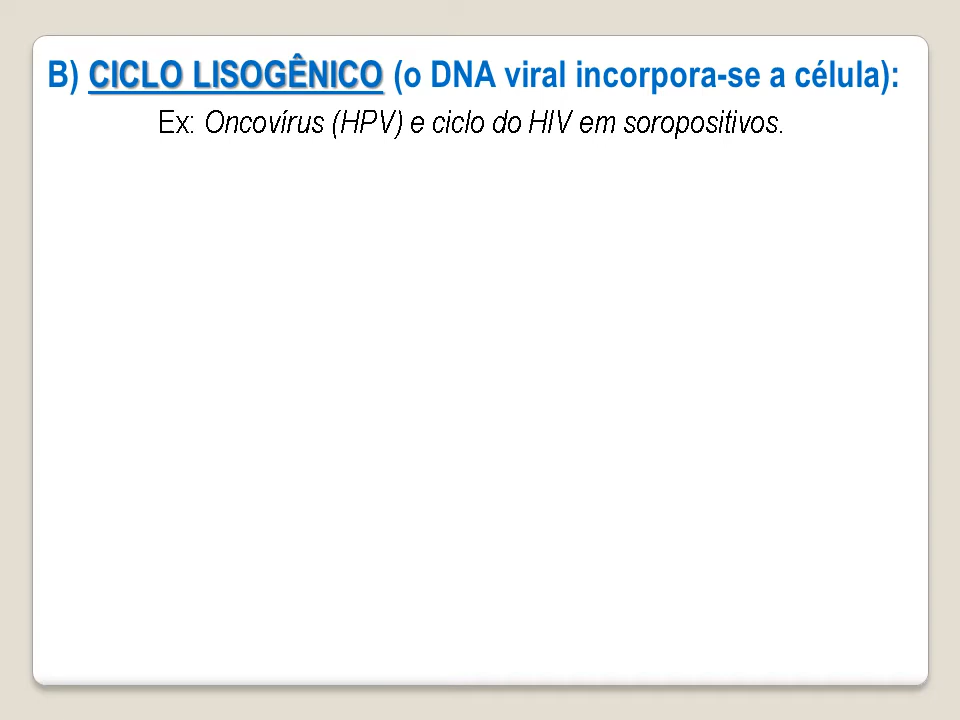 B) CICLO LISOGÊNICO (o DNA viral incorpora-se a célula):
Ex: Oncovírus (HPV) e ciclo do HIV em soropositivos.